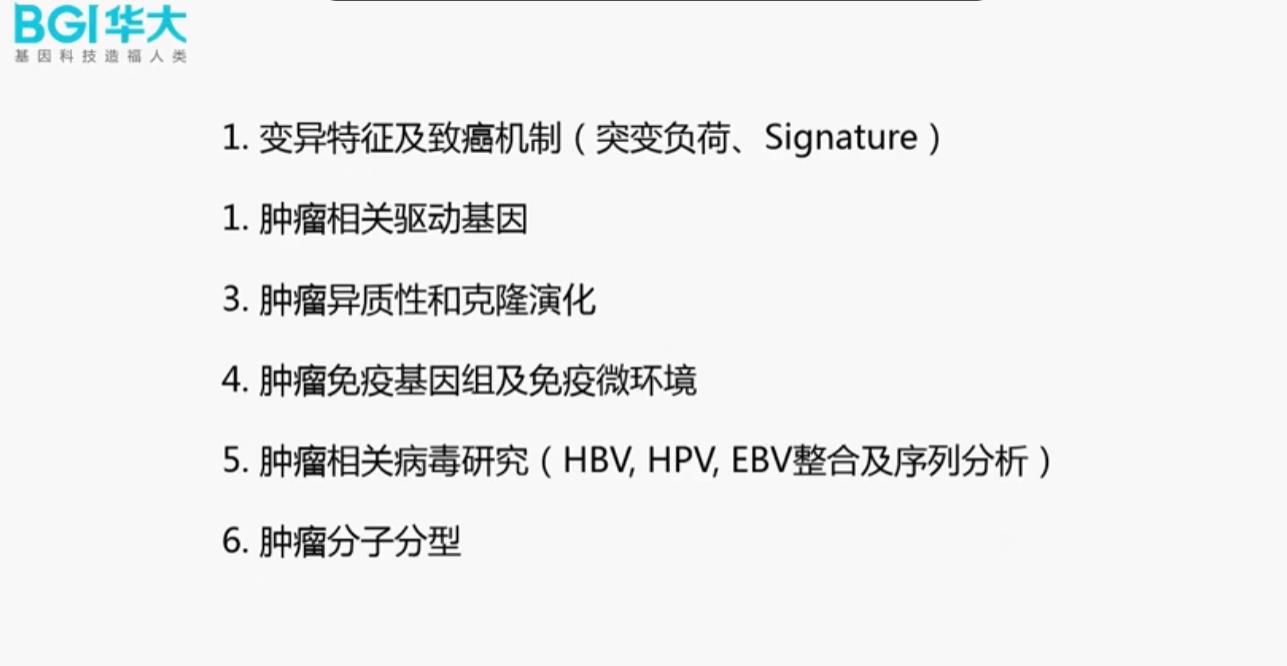 BGI华大
基因科技造福人类
1. 变异特征及致癌机制（突变负荷、Signature）
1. 肿瘤相关驱动基因
3. 肿瘤异质性和克隆演化
4. 肿瘤免疫基因组及免疫微环境
5. 肿瘤相关病毒研究（HBV, HPV, EBV整合及序列分析）
6. 肿瘤分子分型